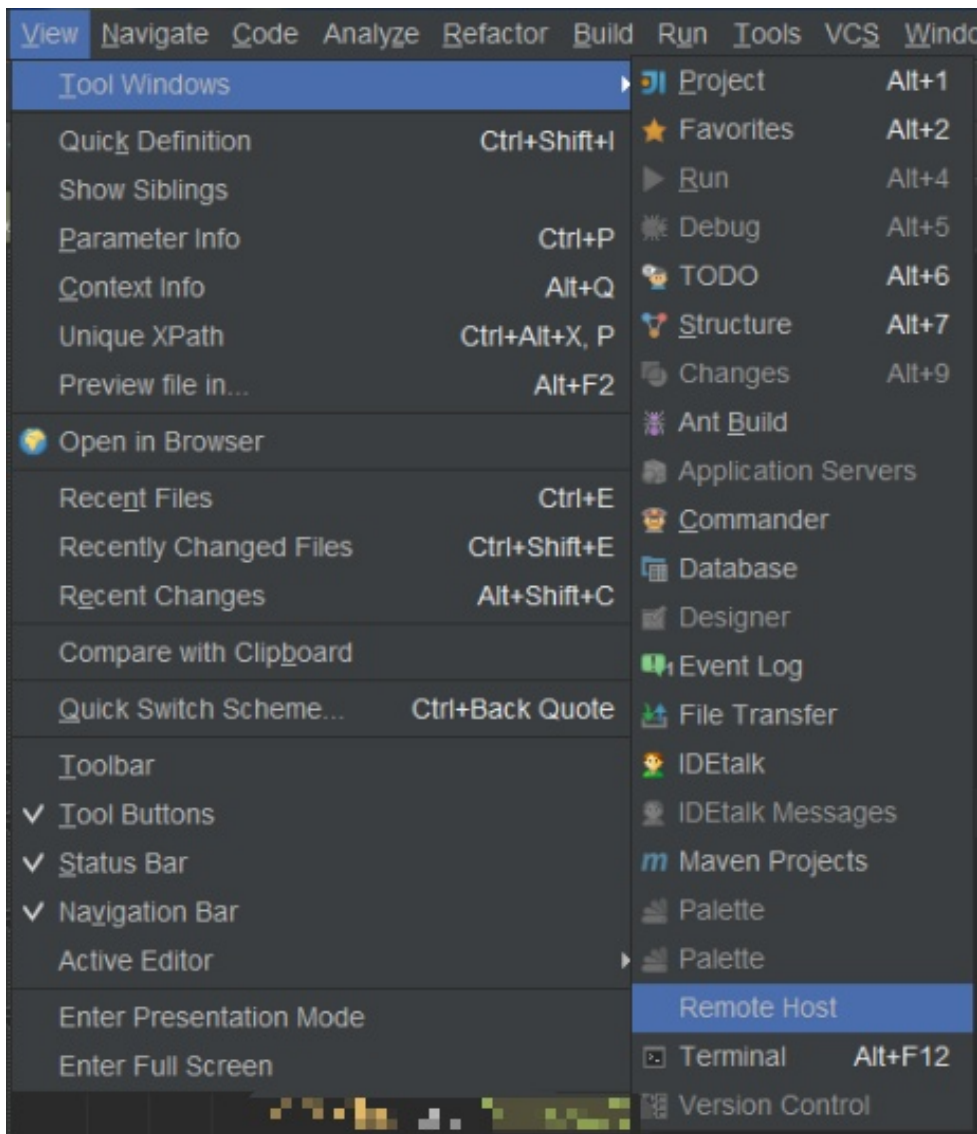 View Navigate Code Analyze Refactor Build Run Tools VCS Windo
Tool Windows
Quick Definition Ctrl+Shift+I
Show Siblings
Parameter Info Ctrl+P
Context Info Alt+Q
Unique XPath Ctrl+Alt+X, P
Preview file in... Alt+F2
Open in Browser
Recent Files Ctrl+E
Recently Changed Files Ctrl+Shift+E
Recent Changes Alt+Shift+C
Compare with Clipboard
Quick Switch Scheme... Ctrl+Back Quote
Toolbar
Tool Buttons
Status Bar
Navigation Bar
Active Editor
Enter Presentation Mode
Enter Full Screen
Project Alt+1
Favorites Alt+2
Run Alt+4
Debug Alt+5
TODO Alt+6
Structure Alt+7
Changes Alt+9
Ant Build
Application Servers
Commander
Database
Designer
1 Event Log
File Transfer
IDEtalk
IDEtalk Messages
m Maven Projects
Palette
Palette
Remote Host
Terminal Alt+F12
Version Control